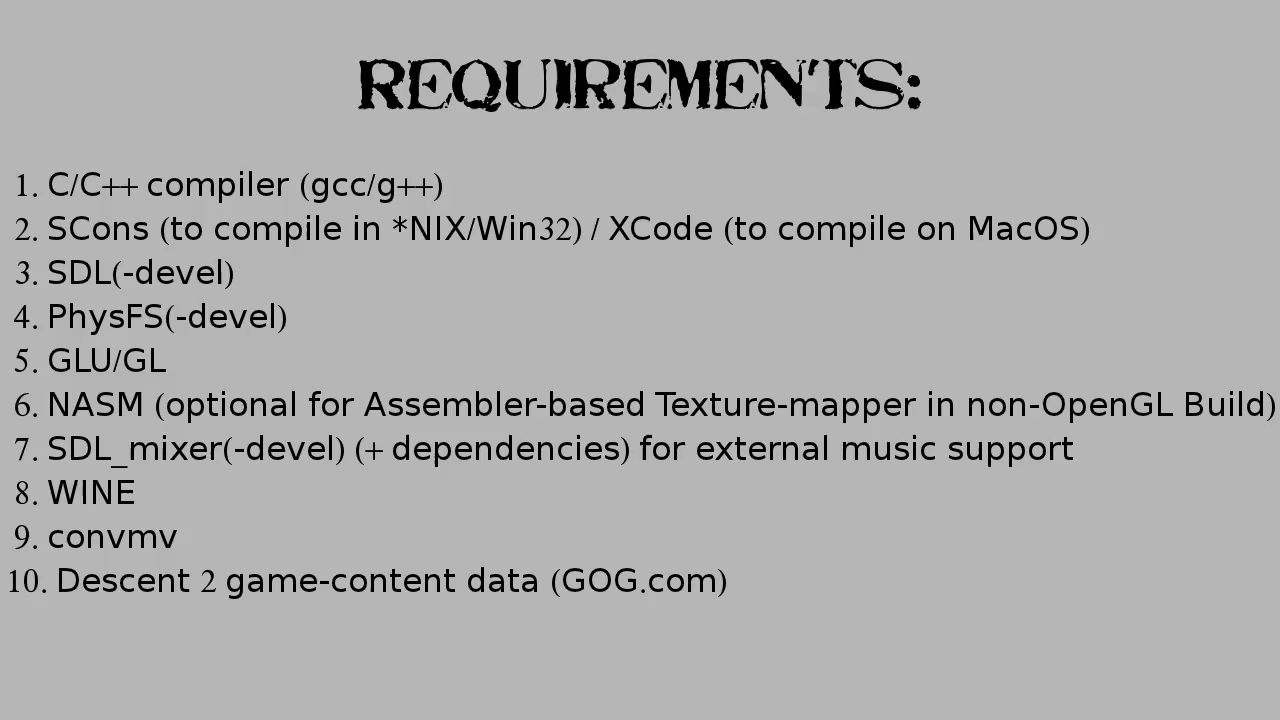 REQUIREMENTS:
1. C/C++ compiler (gcc/g++)
2. SCons (to compile in *NIX/Win32) / XCode (to compile on MacOS)
3. SDL(-devel)
4. PhysFS(-devel)
5. GLU/GL
6. NASM (optional for Assembler-based Texture-mapper in non-OpenGL Build)
7. SDL_mixer(-devel) (+ dependencies) for external music support
8. WINE
9. convmv
10. Descent 2 game-content data (GOG.com)